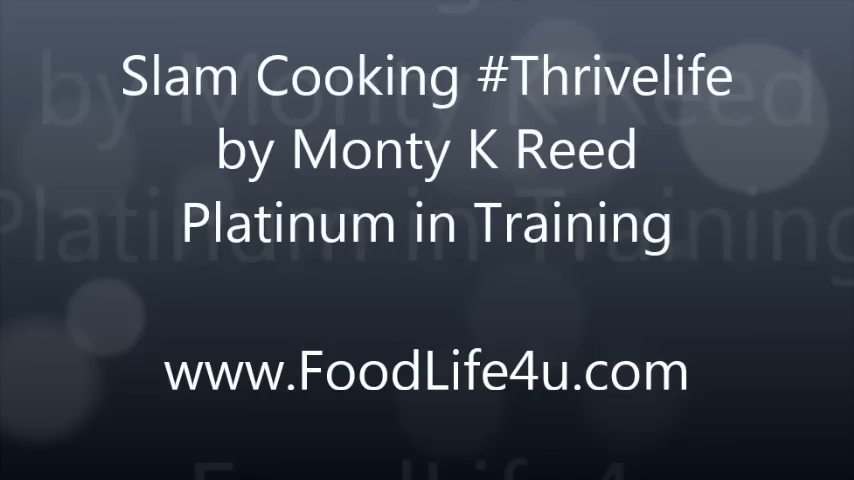 Slam Cooking #Thrivelife
by Monty K Reed
Platinum in Training
www.FoodLife4u.com